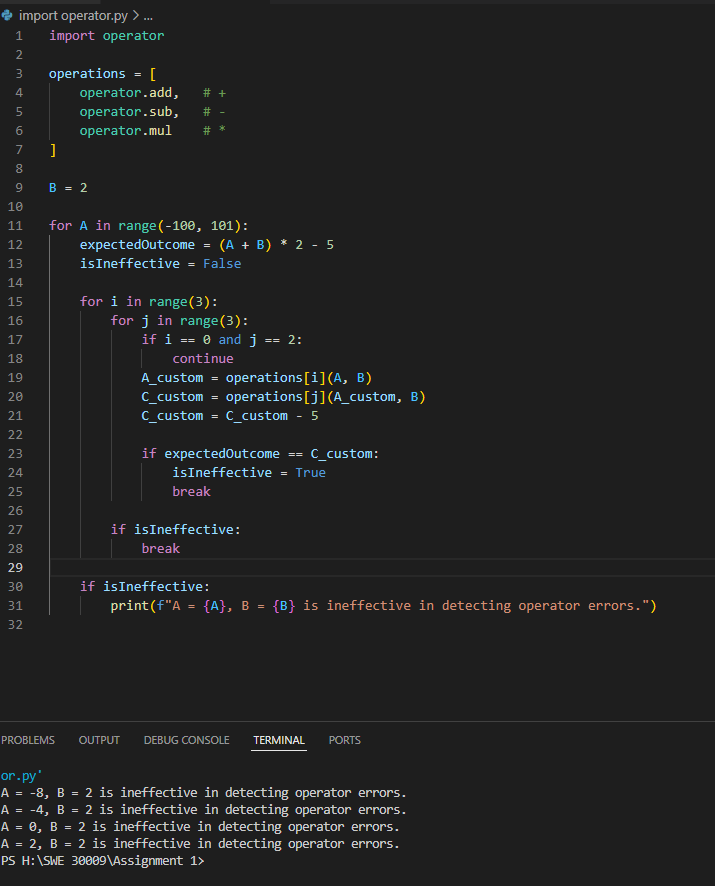 import operator.py > ...
1 import operator
2
3 operations = [
4     operator.add,   # +
5     operator.sub,   # -
6     operator.mul    # *
7 ]
8
9 B = 2
10
11 for A in range(-100, 101):
12     expectedOutcome = (A + B) * 2 - 5
13     isIneffective = False
14
15     for i in range(3):
16         for j in range(3):
17             if i == 0 and j == 2:
18                 continue
19             A_custom = operations[i](A, B)
20             C_custom = operations[j](A_custom, B)
21             C_custom = C_custom - 5
22
23             if expectedOutcome == C_custom:
24                 isIneffective = True
25                 break
26
27         if isIneffective:
28             break
29
30     if isIneffective:
31         print(f"A = {A}, B = {B} is ineffective in detecting operator errors.")
32
PROBLEMS OUTPUT DEBUG CONSOLE TERMINAL PORTS
or.py'
A = -8, B = 2 is ineffective in detecting operator errors.
A = -4, B = 2 is ineffective in detecting operator errors.
A = 0, B = 2 is ineffective in detecting operator errors.
A = 2, B = 2 is ineffective in detecting operator errors.
PS H:\SWE 30009\Assignment 1>